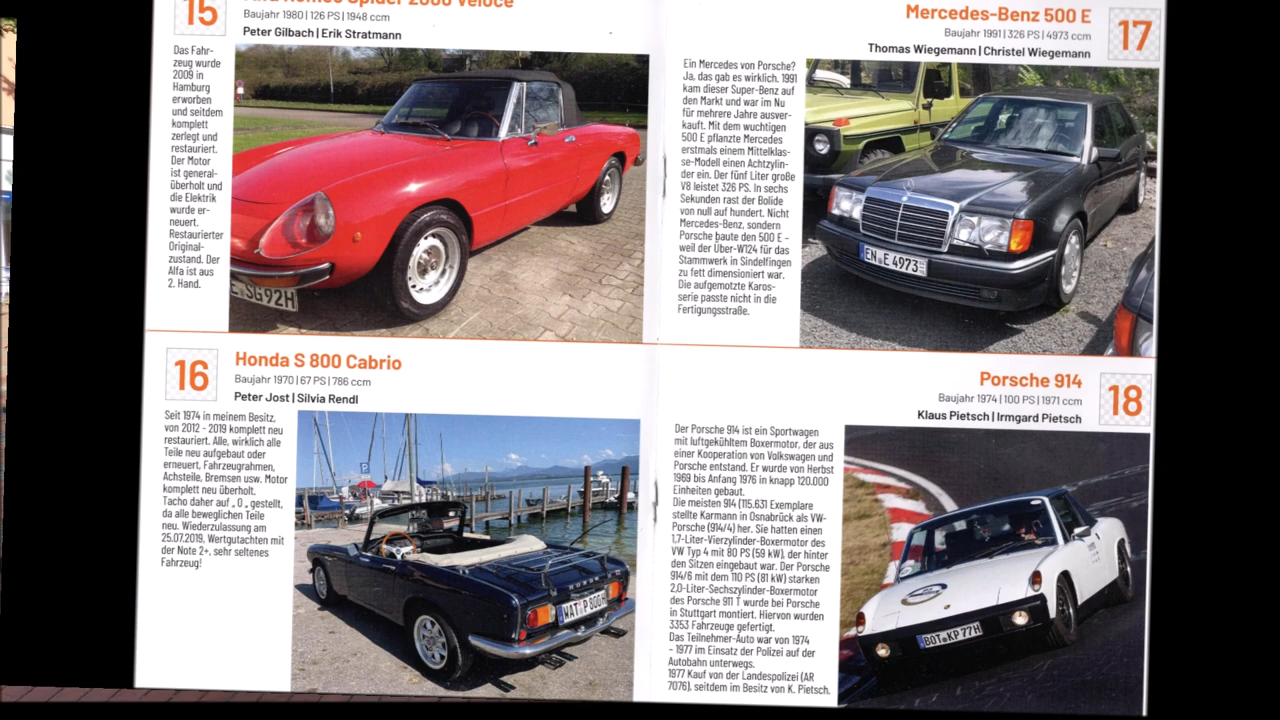 15
Baujahr 1980 | 126 PS | 1948 ccm
Peter Gilbach | Erik Stratmann
Das Fahr-
zeug wurde
2009 in
Hamburg
erworben
und seitdem
komplett
zerlegt und
restauriert.
Der Motor
ist general-
überholt und
die Elektrik
wurde er-
neuert.
Restaurierter
Original-
zustand. Der
Alfa ist aus
2. Hand.
E SG92H
16
Honda S 800 Cabrio
Baujahr 1970 | 67 PS | 786 ccm
Peter Jost | Silvia Rendl
Seit 1974 in meinem Besitz,
von 2012 - 2019 komplett neu
restauriert. Alle, wirklich alle
Teile neu aufgebaut oder
erneuert, Fahrzeugrahmen,
Achsteile, Bremsen usw. Motor
komplett neu überholt.
Tacho daher auf „ 0 „ gestellt,
da alle beweglichen Teile
neu. Wiederzulassung am
25.07.2019, Wertgutachten mit
der Note 2+, sehr seltenes
Fahrzeug!
P
HONDA
WAT P 800H
Mercedes-Benz 500 E
17
Baujahr 1991 | 326 PS | 4973 ccm
Thomas Wiegemann | Christel Wiegemann
Ein Mercedes von Porsche?
Ja, das gab es wirklich. 1991
kam dieser Super-Benz auf
den Markt und war im Nu
für mehrere Jahre ausver-
kauft. Mit dem wuchtigen
500 E pflanzte Mercedes
erstmals einem Mittelklas-
se-Modell einen Achtzylin-
der ein. Der fünf Liter große
V8 leistet 326 PS. In sechs
Sekunden rast der Bolide
von null auf hundert. Nicht
Mercedes-Benz, sondern
Porsche baute den 500 E –
weil der Über-W124 für das
Stammwerk in Sindelfingen
zu fett dimensioniert war.
Die aufgemotzte Karos-
serie passte nicht in die
Fertigungsstraße.
EN E 4973
Porsche 914
18
Baujahr 1974 | 100 PS | 1971 ccm
Klaus Pietsch | Irmgard Pietsch
Der Porsche 914 ist ein Sportwagen
mit luftgekühltem Boxermotor, der aus
einer Kooperation von Volkswagen und
Porsche entstand. Er wurde von Herbst
1969 bis Anfang 1976 in knapp 120.000
Einheiten gebaut.
Die meisten 914 (115.631 Exemplare
stellte Karmann in Osnabrück als VW-
Porsche (914/4) her. Sie hatten einen
1,7-Liter-Vierzylinder-Boxermotor des
VW Typ 4 mit 80 PS (59 kW), der hinter
den Sitzen eingebaut war. Der Porsche
914/6 mit dem 110 PS (81 kW) starken
2,0-Liter-Sechszylinder-Boxermotor
des Porsche 911 T wurde bei Porsche
in Stuttgart montiert. Hiervon wurden
3353 Fahrzeuge gefertigt.
Das Teilnehmer-Auto war von 1974
– 1977 im Einsatz der Polizei auf der
Autobahn unterwegs.
1977 Kauf von der Landespolizei (AR
7076), seitdem im Besitz von K. Pietsch.
BOT KP 77H